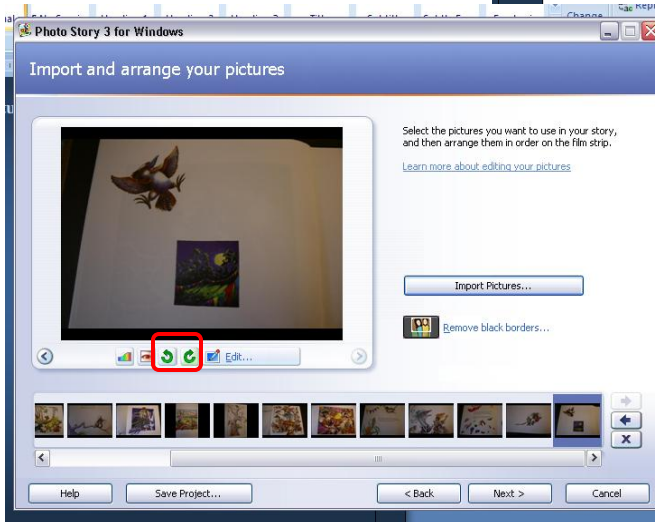 Change
Photo Story 3 for Windows
Import and arrange your pictures
Select the pictures you want to use in your story,
and then arrange them in order on the film strip.
Learn more about editing your pictures
Import Pictures...
Remove black borders...
Edit...
Help
Save Project...
< Back
Next >
Cancel